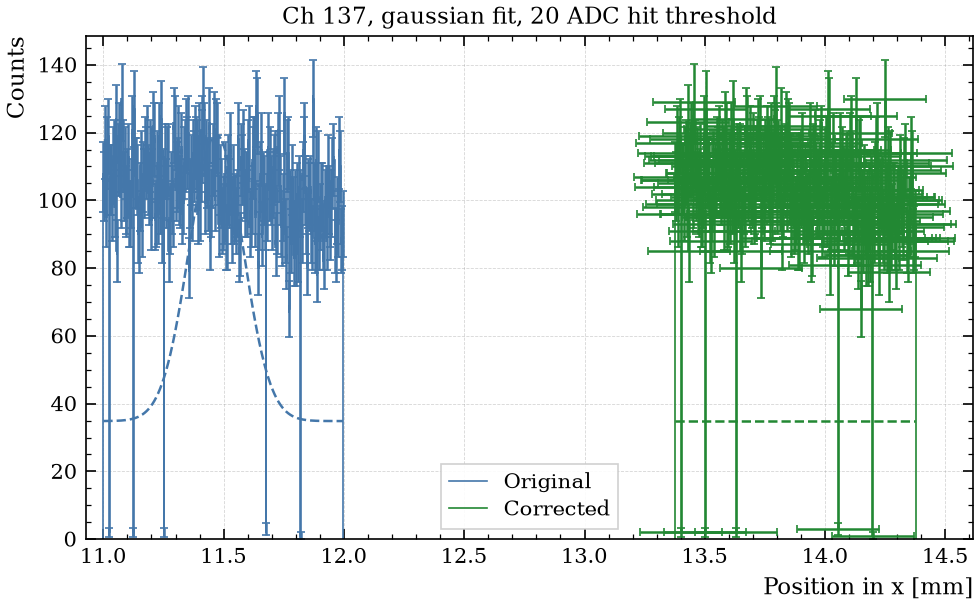 Ch 137, gaussian fit, 20 ADC hit threshold
Counts
140
120
100
80
60
40
20
0
Original
Corrected
11.0 11.5 12.0 12.5 13.0 13.5 14.0 14.5
Position in x [mm]